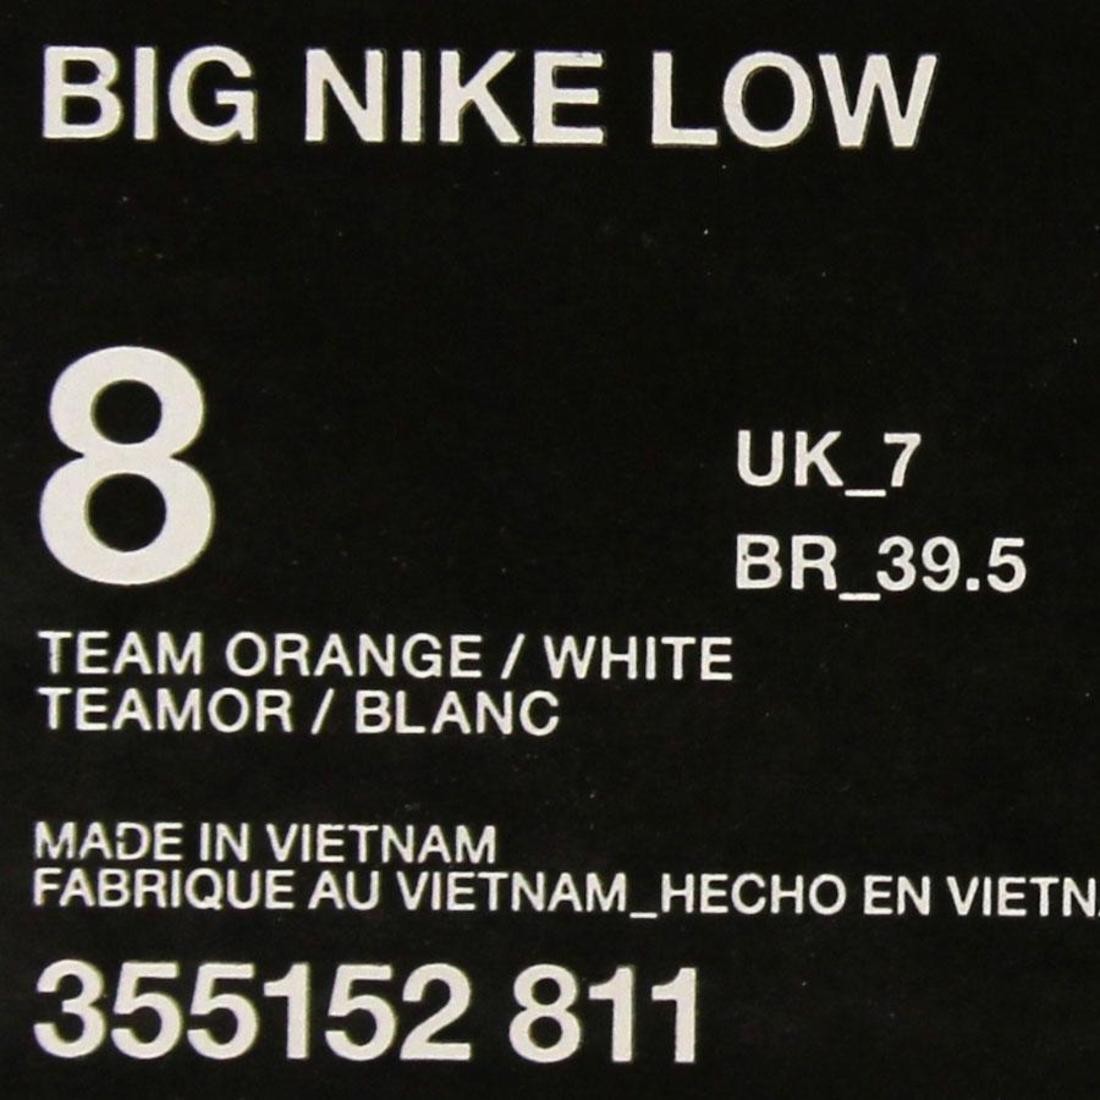 BIG NIKE LOW
8
UK_7
BR_39.5
TEAM ORANGE / WHITE
TEAMOR / BLANC
MADE IN VIETNAM
FABRIQUE AU VIETNAM_HECHO EN VIETN
355152 811